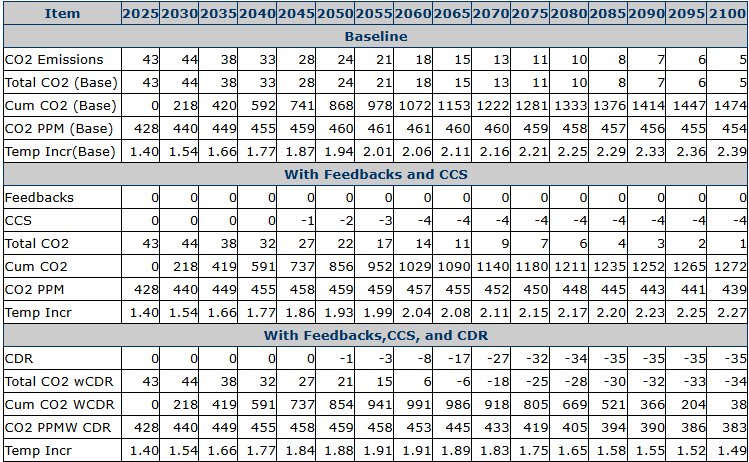 Item 2025 2030 2035 2040 2045 2050 2055 2060 2065 2070 2075 2080 2085 2090 2095 2100
Baseline
CO2 Emissions 43 44 38 33 28 24 21 18 15 13 11 10 8 7 6 5
Total CO2 (Base) 43 44 38 33 28 24 21 18 15 13 11 10 8 7 6 5
Cum CO2 (Base) 0 218 420 592 741 868 978 1072 1153 1222 1281 1333 1376 1414 1447 1474
CO2 PPM (Base) 428 440 449 455 459 460 461 461 460 460 459 458 457 456 455 454
Temp Incr(Base) 1.40 1.54 1.66 1.77 1.87 1.94 2.01 2.06 2.11 2.16 2.21 2.25 2.29 2.33 2.36 2.39
With Feedbacks and CCS
Feedbacks 0 0 0 0 0 0 0 0 0 0 0 0 0 0 0 0
CCS 0 0 0 0 -1 -2 -3 -4 -4 -4 -4 -4 -4 -4 -4 -4
Total CO2 43 44 38 32 27 22 17 14 11 9 7 6 4 3 2 1
Cum CO2 0 218 419 591 737 856 952 1029 1090 1140 1180 1211 1235 1252 1265 1272
CO2 PPM 428 440 449 455 458 459 459 457 455 452 450 448 445 443 441 439
Temp Incr 1.40 1.54 1.66 1.77 1.86 1.93 1.99 2.04 2.08 2.11 2.15 2.17 2.20 2.23 2.25 2.27
With Feedbacks,CCS, and CDR
CDR 0 0 0 0 0 -1 -3 -8 -17 -27 -32 -34 -35 -35 -35 -35
Total CO2 wCDR 43 44 38 32 27 21 15 6 -6 -18 -25 -28 -30 -32 -33 -34
Cum CO2 WCDR 0 218 419 591 737 854 941 991 986 918 805 669 521 366 204 38
CO2 PPMW CDR 428 440 449 455 458 459 458 453 445 433 419 405 394 390 386 383
Temp Incr 1.40 1.54 1.66 1.77 1.84 1.88 1.91 1.91 1.89 1.83 1.75 1.65 1.58 1.55 1.52 1.49